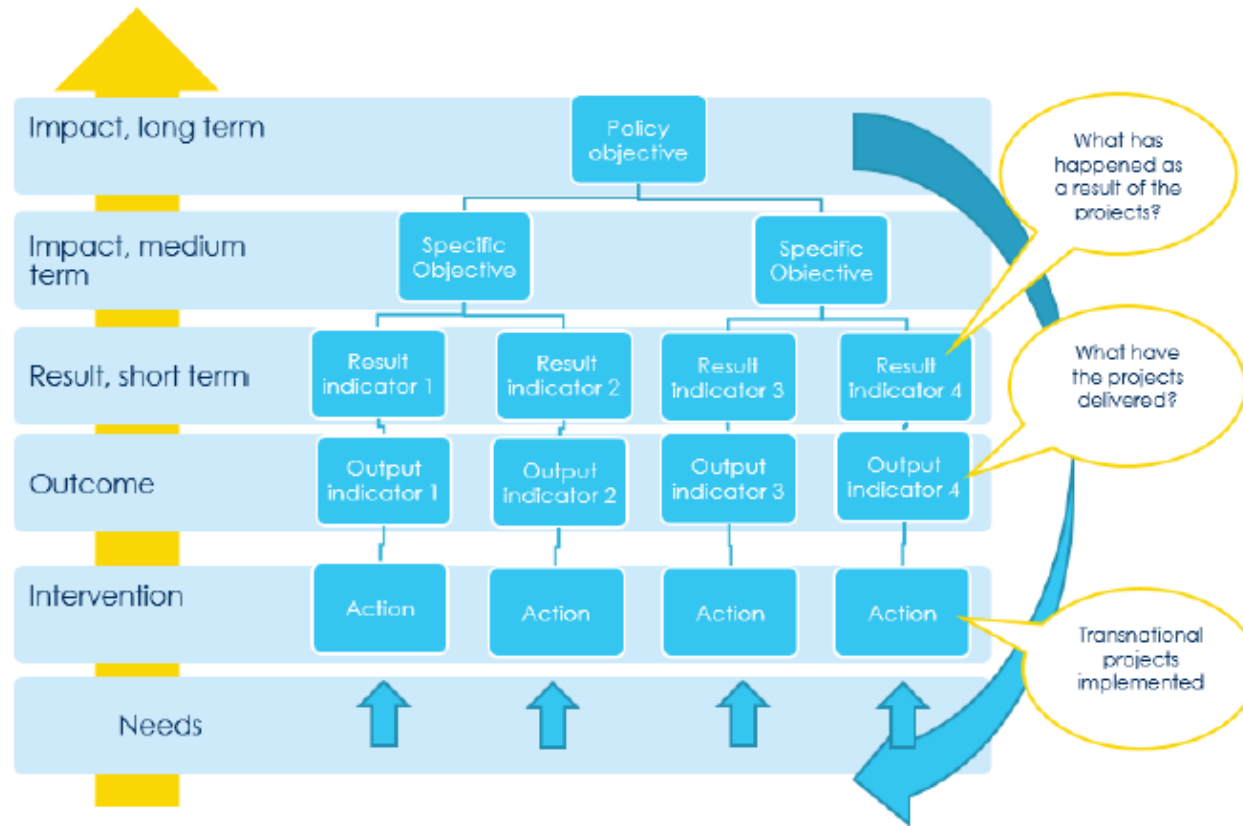 Impact, long term
Policy
objective
What has
happened as
a result of the
projects?
Impact, medium
term
Specific
Objective
Specific
Objective
Result, short term
Result
indicator 1
Result
indicator 2
Result
indicator 3
Result
indicator 4
What have
the projects
delivered?
Outcome
Output
indicator 1
Output
indicator 2
Output
indicator 3
Output
indicator 4
Intervention
Action
Action
Action
Action
Transnational
projects
implemented
Needs